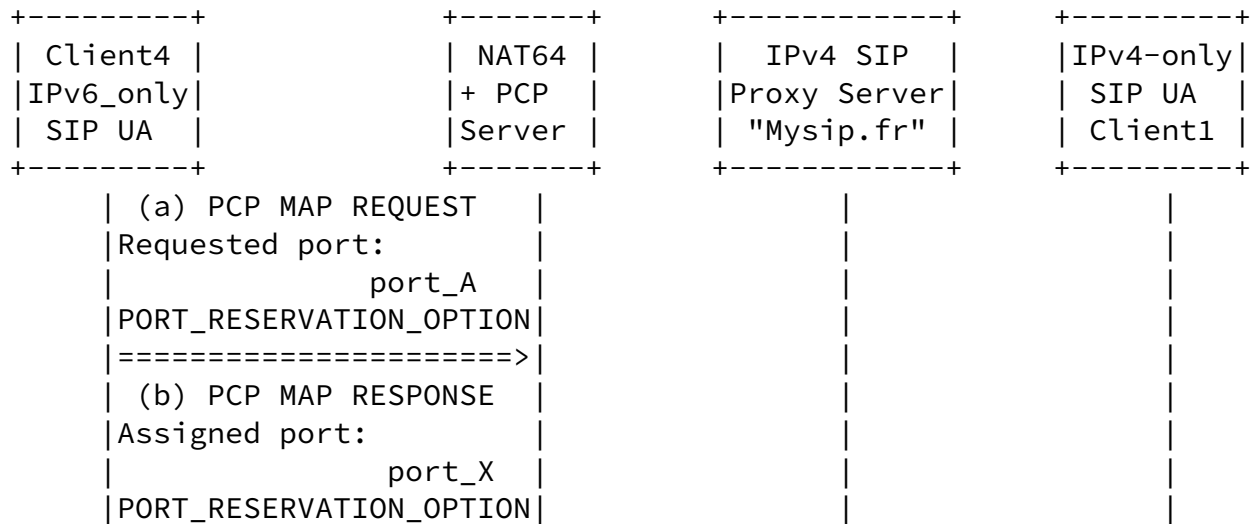 +---------+             +-------+       +------------+      +---------+
| Client4 |             | NAT64 |       |  IPv4 SIP  |      |IPv4-only|
|IPv6_only|             |+ PCP  |       |Proxy Server|      | SIP UA  |
| SIP UA  |             |Server |       | "Mysip.fr" |      | Client1 |
+---------+             +-------+       +------------+      +---------+
     | (a) PCP MAP REQUEST   |                 |                  |
     |Requested port:        |                 |                  |
     |              port_A   |                 |                  |
     |PORT_RESERVATION_OPTION|                 |                  |
     |======================>|                 |                  |
     | (b) PCP MAP RESPONSE  |                 |                  |
     |Assigned port:         |                 |                  |
     |               port_X  |                 |                  |
     |PORT_RESERVATION_OPTION|                 |                  |